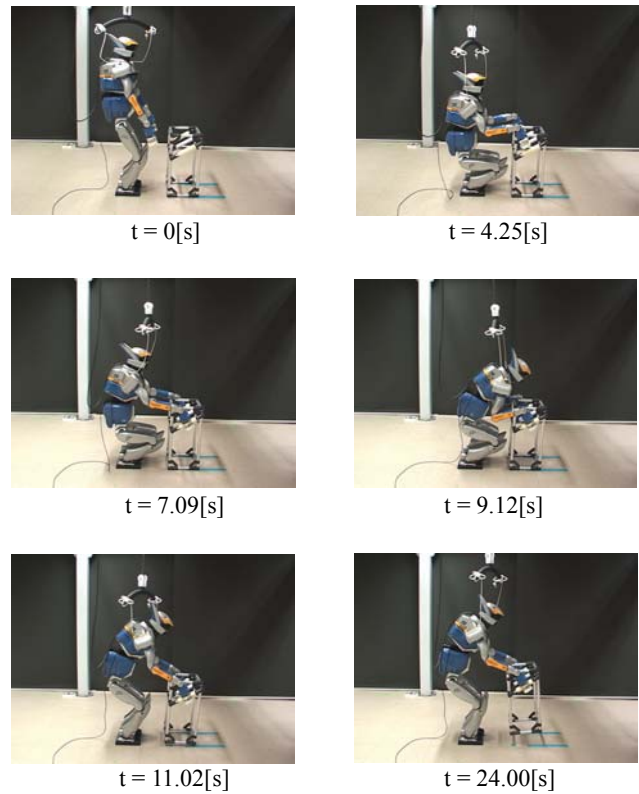 t = 0[s]
t = 4.25[s]
t = 7.09[s]
t = 9.12[s]
t = 11.02[s]
t = 24.00[s]